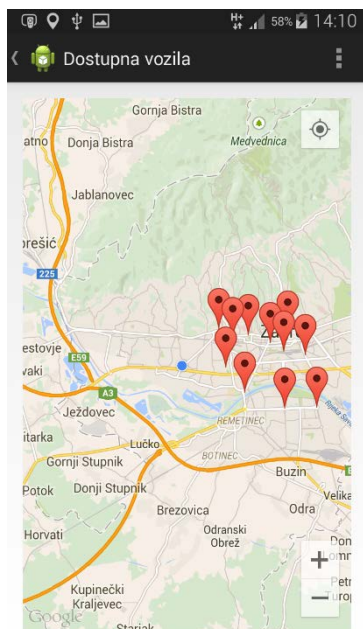 58% 14:10
Dostupna vozila
Gornja Bistra
Donja Bistra
Medvednica
Jablanovec
225
E59
A3
Ježdovec
REMETINEC
Lučko
BOTINEC
Gornji Stupnik
Buzin
Donji Stupnik
Brezovica
Odra
Odranski
Obrež
Horvati
Kupinečki
Kraljevec
Google